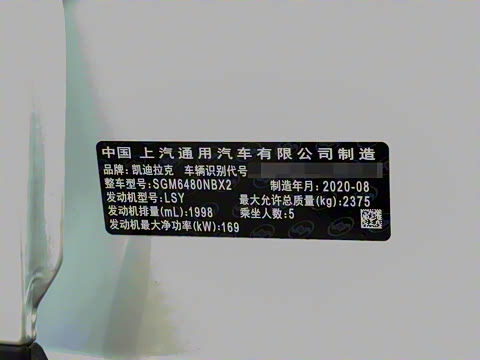 中国 上汽通用汽车有限公司制造
品牌:凯迪拉克 车辆识别代号
整车型号:SGM6480NBX2 制造年月:2020-08
发动机型号:LSY 最大允许总质量(kg):2375
发动机排量(mL):1998 乘坐人数:5
发动机最大净功率(kW):169